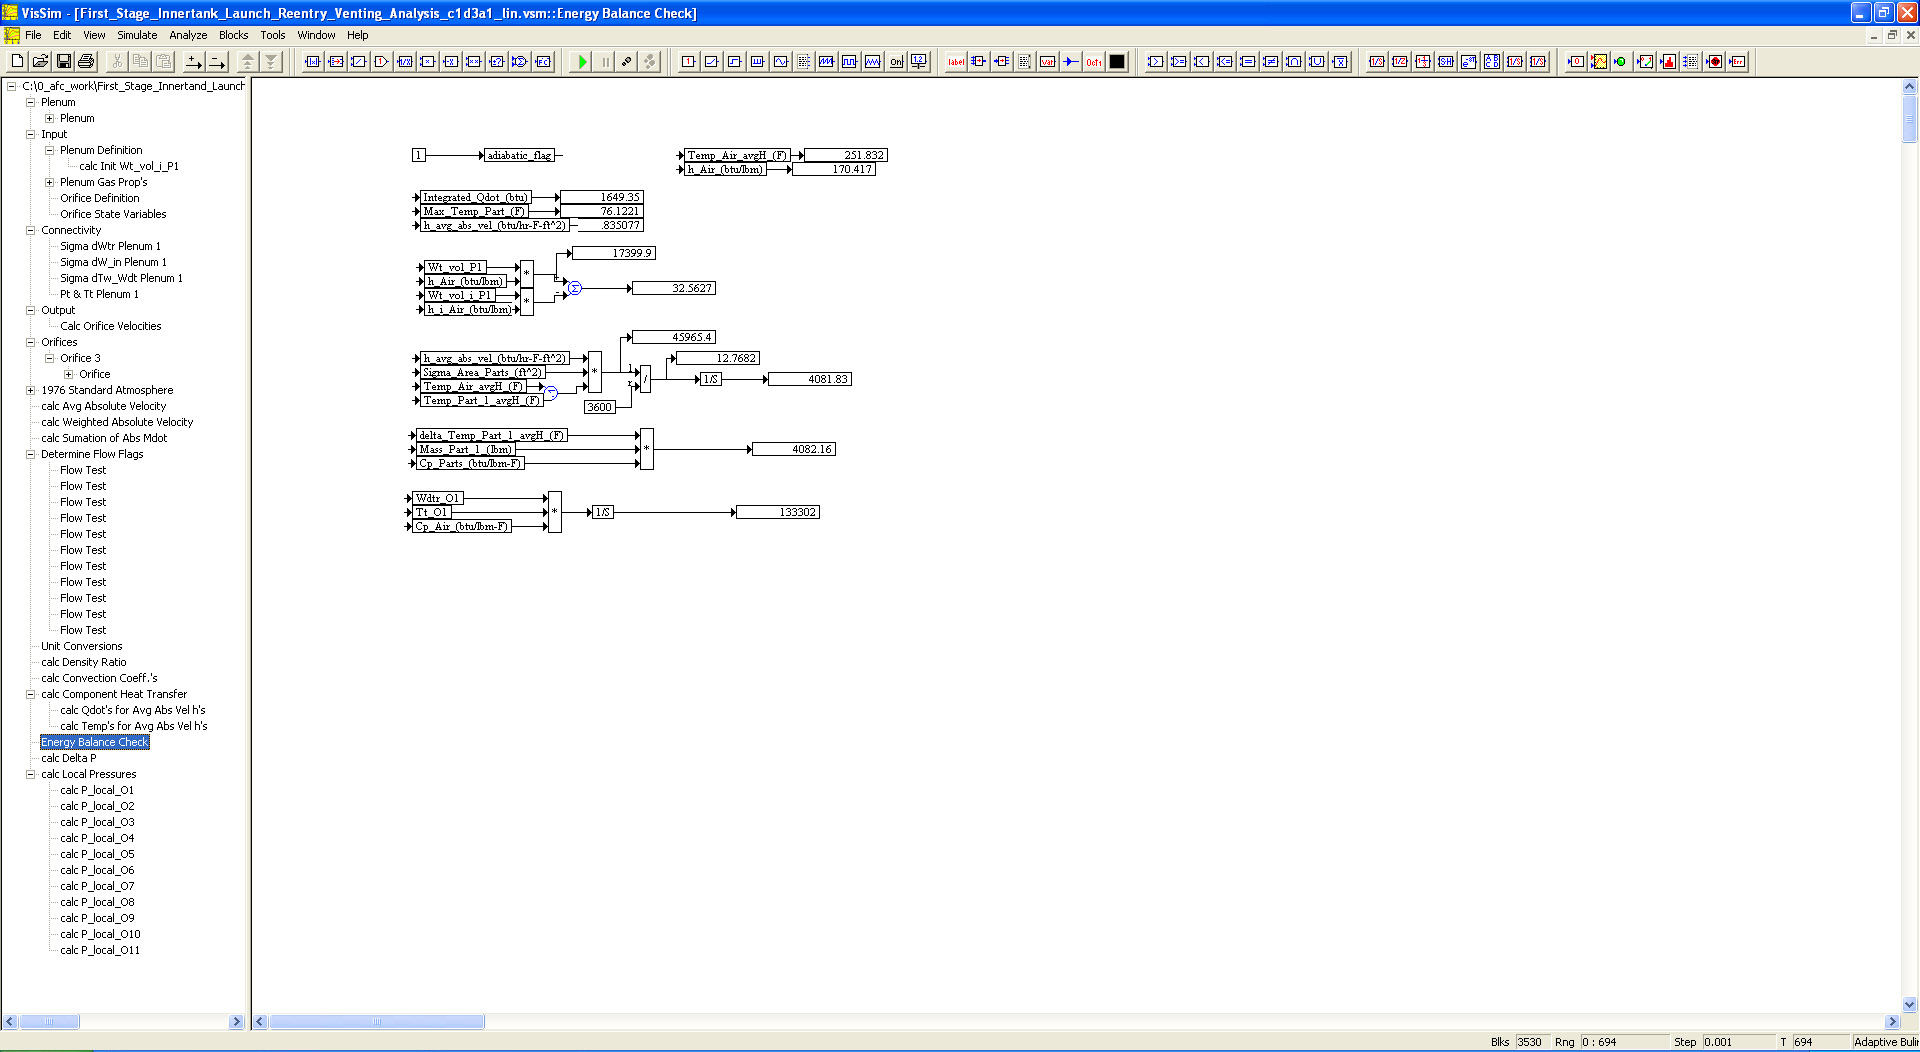 VisSim - [First_Stage_Innertank_Launch_Reentry_Venting_Analysis_c1d3a1_lin.vsm::Energy Balance Check]
File Edit View Simulate Analyze Blocks Tools Window Help
C:\0_afc_work\First_Stage_Innertand_Launch
Plenum
Plenum
Input
Plenum Definition
calc Init Wt_vol_i_P1
Plenum Gas Prop's
Orifice Definition
Orifice State Variables
Connectivity
Sigma dWtr Plenum 1
Sigma dW_in Plenum 1
Sigma dTw_Wdt Plenum 1
Pt & Tt Plenum 1
Output
Calc Orifice Velocities
Orifices
Orifice 3
Orifice
1976 Standard Atmosphere
calc Avg Absolute Velocity
calc Weighted Absolute Velocity
calc Sumation of Abs Mdot
Determine Flow Flags
Flow Test
Flow Test
Flow Test
Flow Test
Flow Test
Flow Test
Flow Test
Flow Test
Flow Test
Flow Test
Flow Test
Unit Conversions
calc Density Ratio
calc Convection Coeff.'s
calc Component Heat Transfer
calc Qdot's for Avg Abs Vel h's
calc Temp's for Avg Abs Vel h's
Energy Balance Check
calc Delta P
calc Local Pressures
calc P_local_O1
calc P_local_O2
calc P_local_O3
calc P_local_O4
calc P_local_O5
calc P_local_O6
calc P_local_O7
calc P_local_O8
calc P_local_O9
calc P_local_O10
calc P_local_O11
1 adiabatic_flag
Temp_Air_avgH_(F) 251.832
h_Air_(btu/lbm) 170.417
Integrated_Qdot_(btu) 1649.35
Max_Temp_Part_(F) 76.1221
h_avg_abs_vel_(btu/hr-F-ft^2) .835077
17399.9
Wt_vol_P1
h_Air_(btu/lbm) *
Wt_vol_i_P1 Σ 32.5627
h_i_Air_(btu/lbm) *
45965.4
h_avg_abs_vel_(btu/hr-F-ft^2) 12.7682
Sigma_Area_Parts_(ft^2) * l / 1/S 4081.83
Temp_Air_avgH_(F) r
Temp_Part_1_avgH_(F)
3600
delta_Temp_Part_1_avgH_(F)
Mass_Part_1_(lbm) * 4082.16
Cp_Parts_(btu/lbm-F)
Wdtr_O1
Tt_O1 * 1/S 133302
Cp_Air_(btu/lbm-F)
Blks 3530 Rng 0 : 694 Step 0.001 T 694 Adaptive Bulir